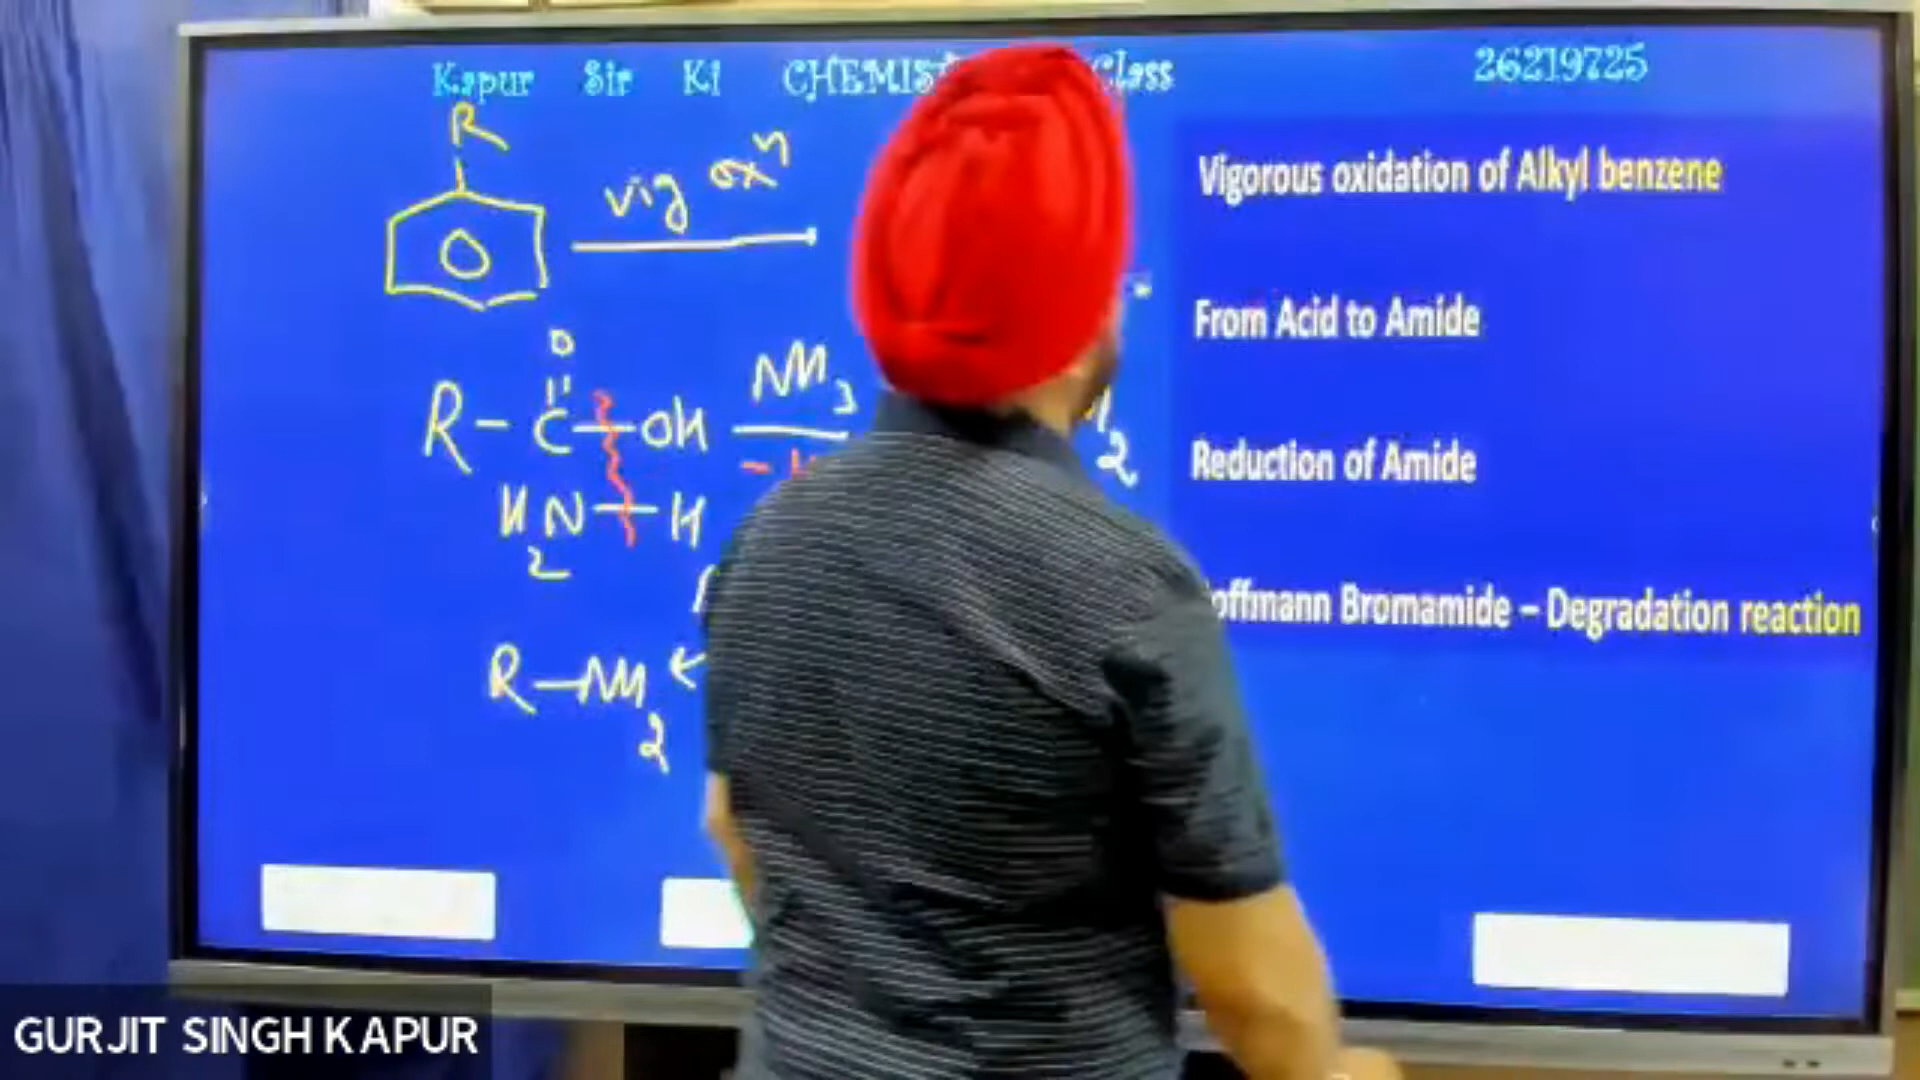 Kapur Sir Ki CHEMIS Class 26219725
R
vig oxⁿ
Vigorous oxidation of Alkyl benzene
From Acid to Amide
O
R-C-OH NH3
H2N-H
2
Reduction of Amide
offmann Bromamide – Degradation reaction
R-NH2 ←
GURJIT SINGH KAPUR